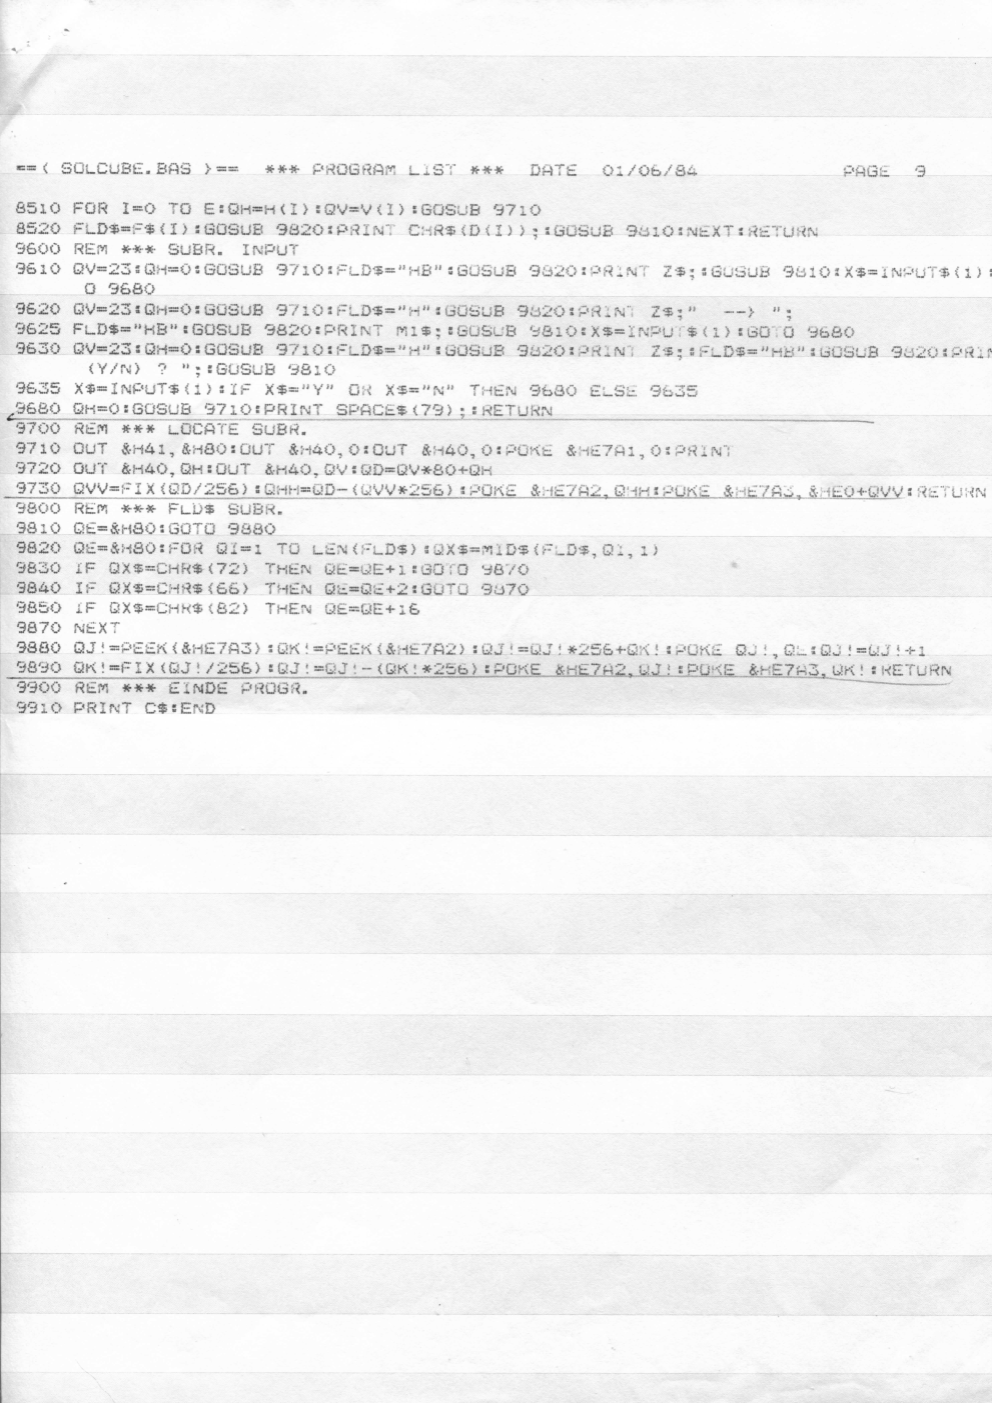 ==( SOLCUBE.BAS )== *** PROGRAM LIST *** DATE 01/06/84 PAGE 9
8510 FOR I=0 TO E:QH=H(I):QV=V(I):GOSUB 9710
8520 FLD$=F$(I):GOSUB 9820:PRINT CHR$(D(I));:GOSUB 9810:NEXT:RETURN
9600 REM *** SUBR. INPUT
9610 QV=23:QH=0:GOSUB 9710:FLD$="HB":GOSUB 9820:PRINT Z$;:GOSUB 9810:X$=INPUT$(1):
O 9680
9620 QV=23:QH=0:GOSUB 9710:FLD$="H":GOSUB 9820:PRINT Z$;" --> ";
9625 FLD$="HB":GOSUB 9820:PRINT M1$;:GOSUB 9810:X$=INPUT$(1):GOTO 9680
9630 QV=23:QH=0:GOSUB 9710:FLD$="H":GOSUB 9820:PRINT Z$;:FLD$="HB":GOSUB 9820:PRIN
(Y/N) ? ";:GOSUB 9810
9635 X$=INPUT$(1):IF X$="Y" OR X$="N" THEN 9680 ELSE 9635
9680 QH=0:GOSUB 9710:PRINT SPACE$(79);:RETURN
9700 REM *** LOCATE SUBR.
9710 OUT &H41,&H80:OUT &H40,0:OUT &H40,0:POKE &HE7A1,0:PRINT
9720 OUT &H40,QH:OUT &H40,QV:QD=QV*80+QH
9730 QVV=FIX(QD/256):QHH=QD-(QVV*256):POKE &HE7A2,QHH:POKE &HE7A3,&HE0+QVV:RETURN
9800 REM *** FLD$ SUBR.
9810 QE=&H80:GOTO 9880
9820 QE=&H80:FOR QI=1 TO LEN(FLD$):QX$=MID$(FLD$,QI,1)
9830 IF QX$=CHR$(72) THEN QE=QE+1:GOTO 9870
9840 IF QX$=CHR$(66) THEN QE=QE+2:GOTO 9870
9850 IF QX$=CHR$(82) THEN QE=QE+16
9870 NEXT
9880 QJ!=PEEK(&HE7A3):QK!=PEEK(&HE7A2):QJ!=QJ!*256+QK!:POKE QJ!,QE:QJ!=QJ!+1
9890 QK!=FIX(QJ!/256):QJ!=QJ!-(QK!*256):POKE &HE7A2,QJ!:POKE &HE7A3,QK!:RETURN
9900 REM *** EINDE PROGR.
9910 PRINT C$:END